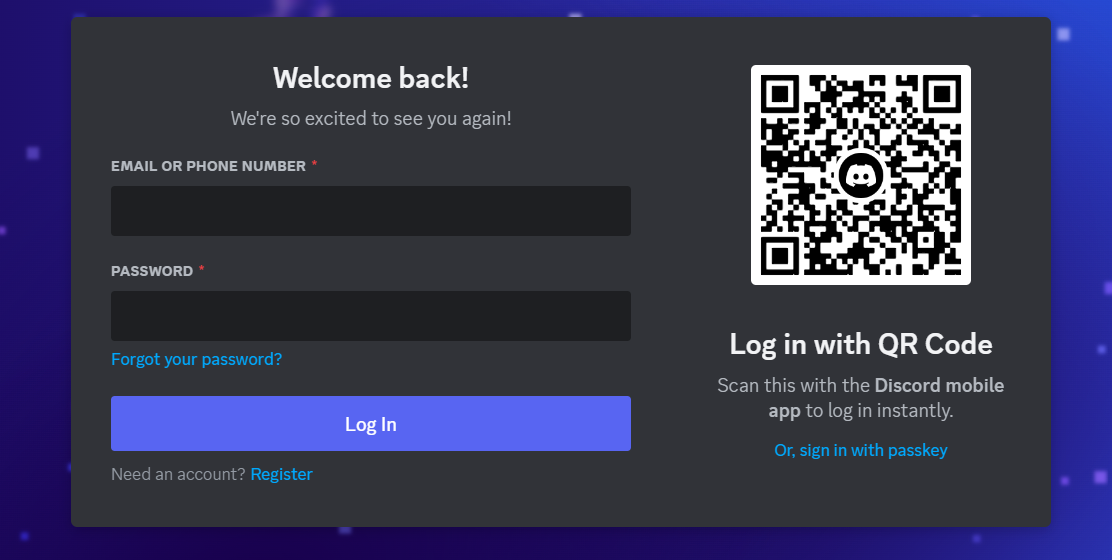 Welcome back!
We're so excited to see you again!
EMAIL OR PHONE NUMBER *
PASSWORD *
Forgot your password?
Log In
Need an account? Register
Log in with QR Code
Scan this with the Discord mobile
app to log in instantly.
Or, sign in with passkey